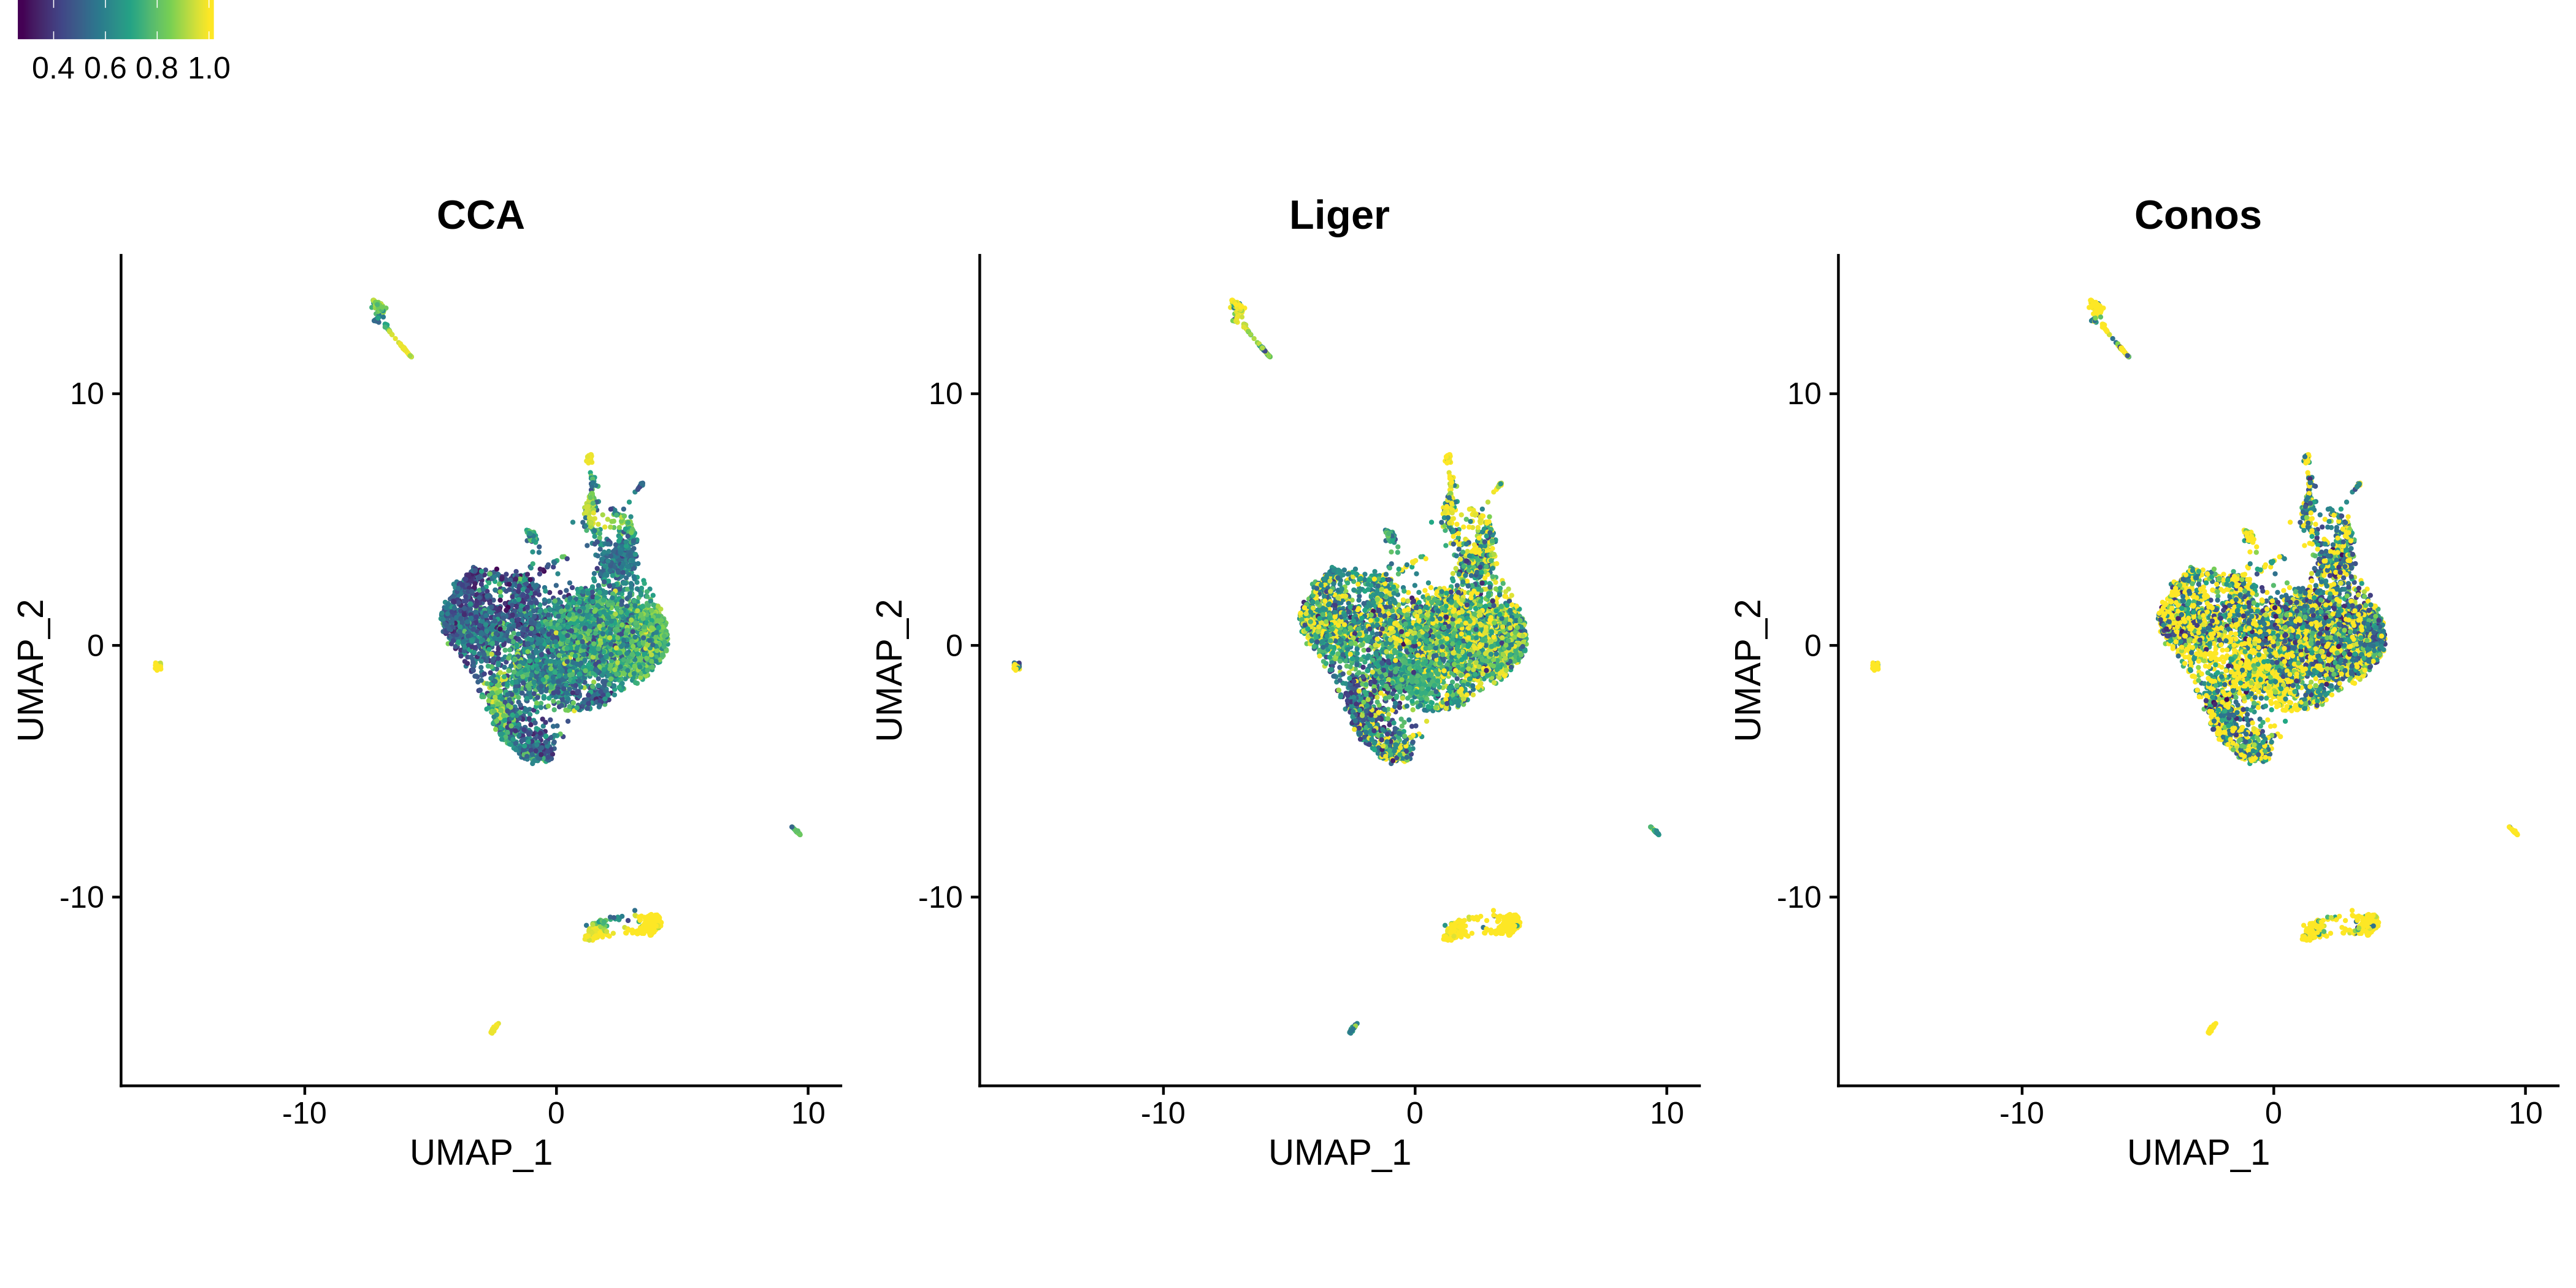 0.4 0.6 0.8 1.0
CCA Liger Conos
10 10 10
0 0 0
-10 -10 -10
UMAP_2 UMAP_2 UMAP_2
-10 0 10 -10 0 10 -10 0 10
UMAP_1 UMAP_1 UMAP_1